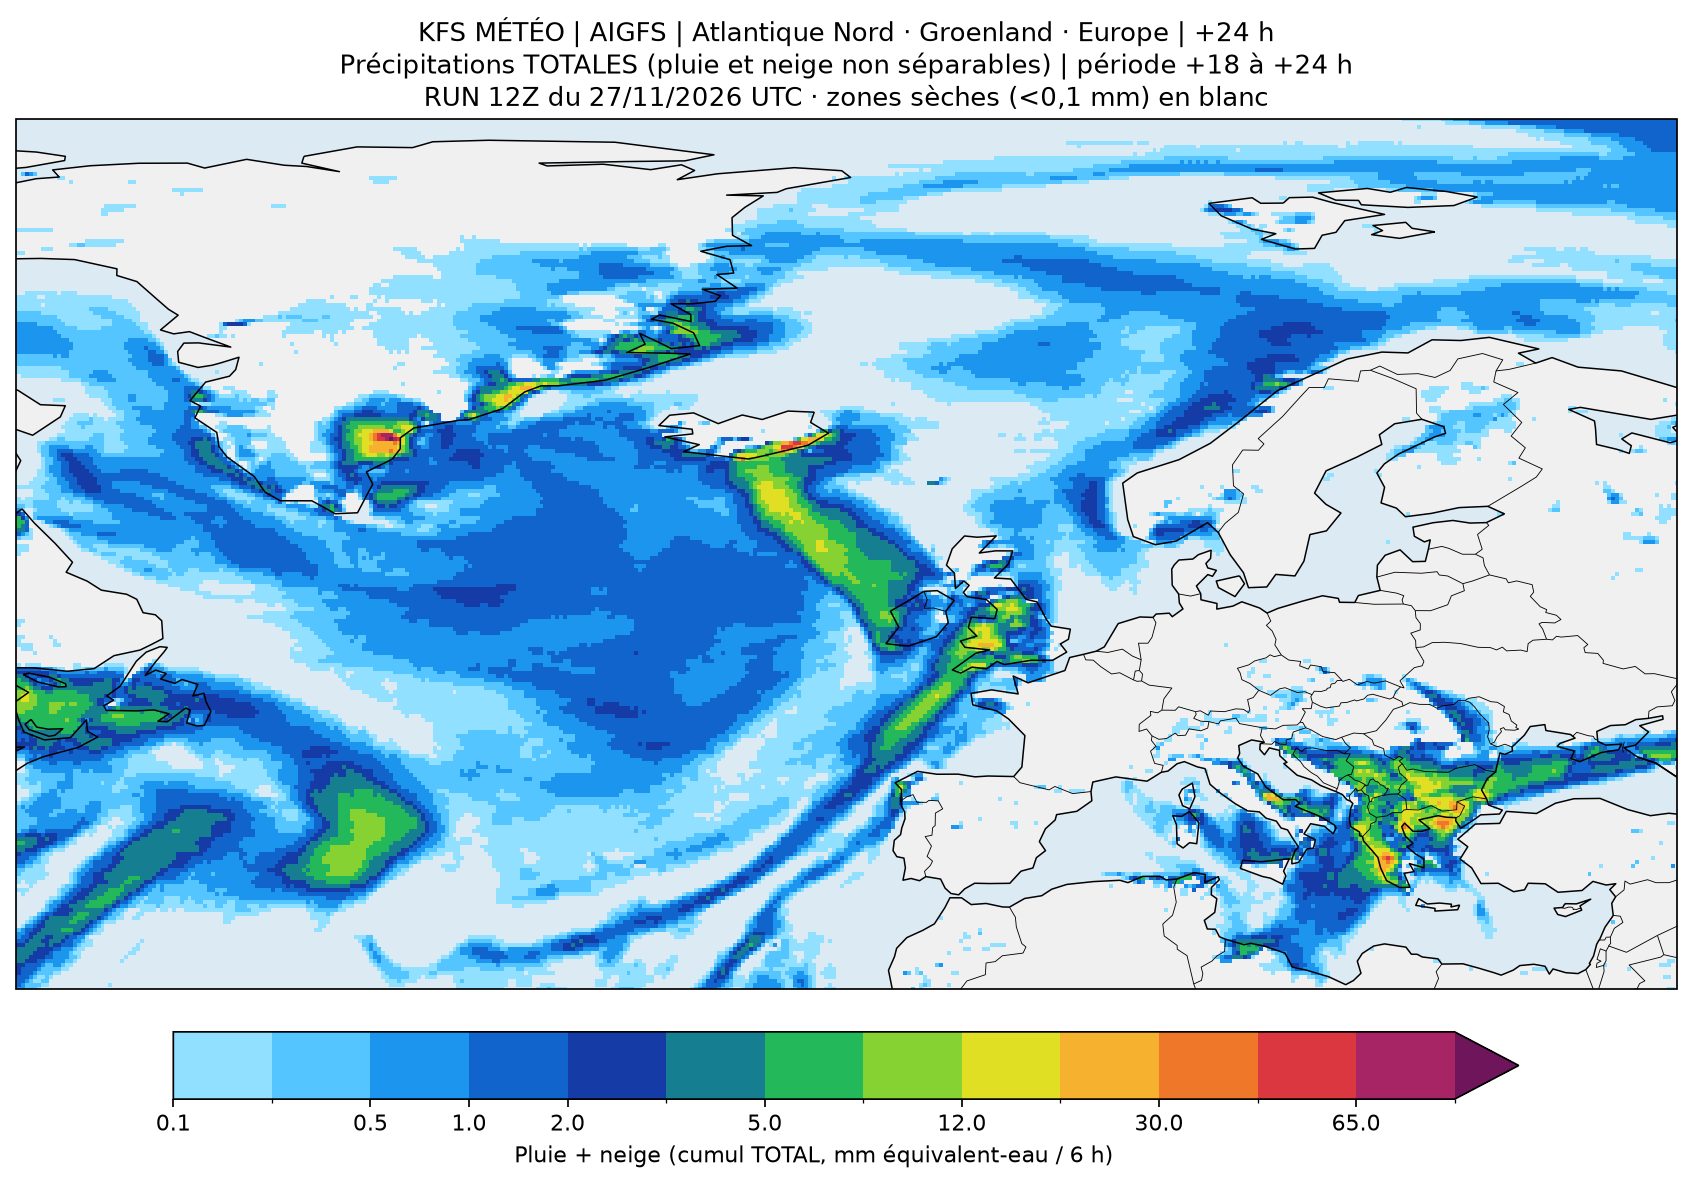 KFS MÉTÉO | AIGFS | Atlantique Nord · Groenland · Europe | +24 h
Précipitations TOTALES (pluie et neige non séparables) | période +18 à +24 h
RUN 12Z du 27/11/2026 UTC · zones sèches (<0,1 mm) en blanc
0.1 0.5 1.0 2.0 5.0 12.0 30.0 65.0
Pluie + neige (cumul TOTAL, mm équivalent-eau / 6 h)